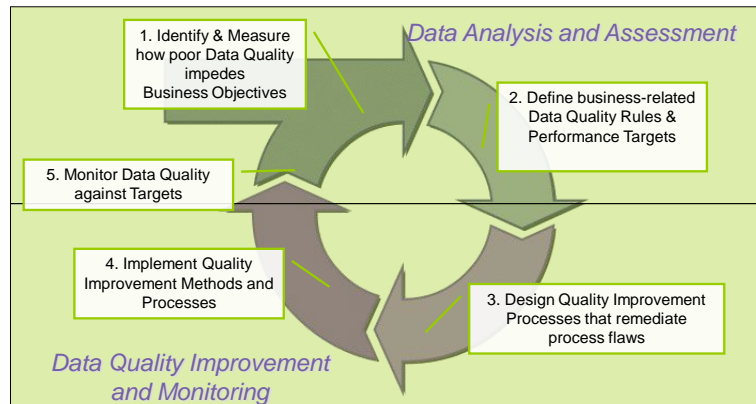 Data Analysis and Assessment
1. Identify & Measure
how poor Data Quality
impedes
Business Objectives
2. Define business-related
Data Quality Rules &
Performance Targets
3. Design Quality Improvement
Processes that remediate
process flaws
4. Implement Quality
Improvement Methods and
Processes
5. Monitor Data Quality
against Targets
Data Quality Improvement
and Monitoring